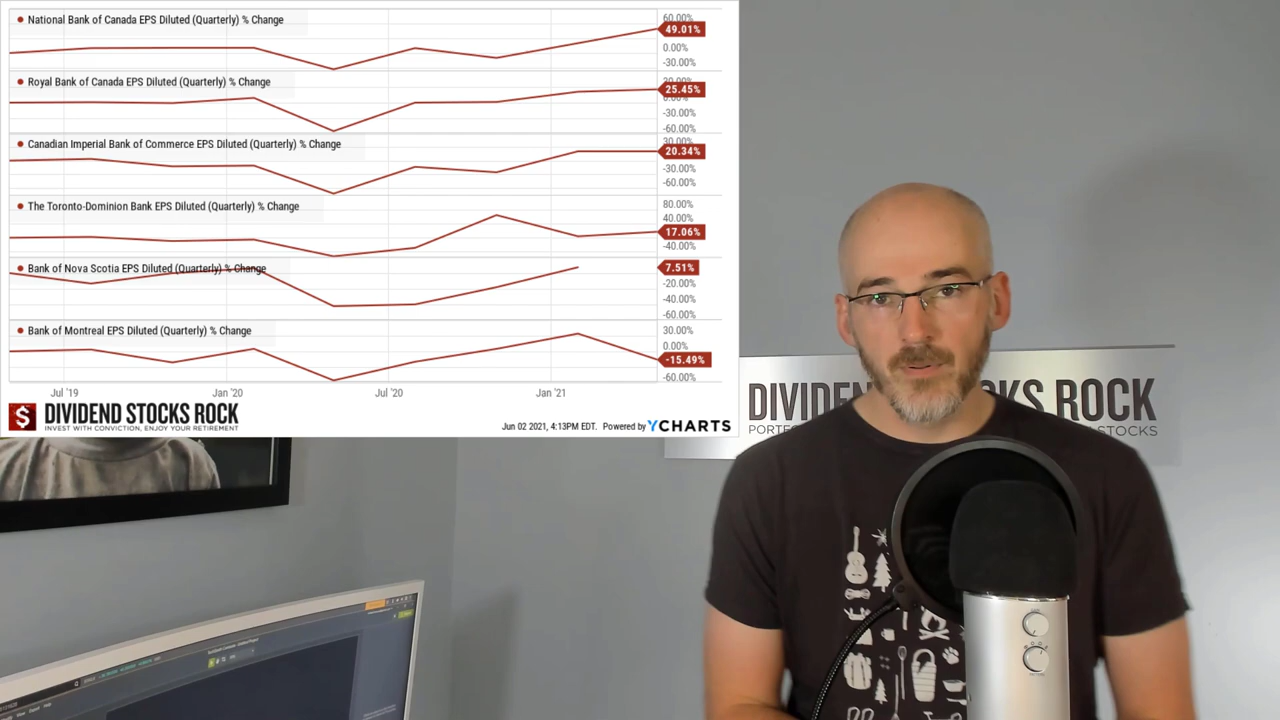 National Bank of Canada EPS Diluted (Quarterly) % Change
60.00%
49.01%
0.00%
-30.00%
Royal Bank of Canada EPS Diluted (Quarterly) % Change
25.45%
-30.00%
-60.00%
Canadian Imperial Bank of Commerce EPS Diluted (Quarterly) % Change
30.00%
20.34%
-30.00%
-60.00%
The Toronto-Dominion Bank EPS Diluted (Quarterly) % Change
80.00%
40.00%
17.06%
-40.00%
Bank of Nova Scotia EPS Diluted (Quarterly) % Change
7.51%
-20.00%
-40.00%
-60.00%
Bank of Montreal EPS Diluted (Quarterly) % Change
30.00%
0.00%
-15.49%
-60.00%
Jul '19 Jan '20 Jul '20 Jan '21
$ DIVIDEND STOCKS ROCK
INVEST WITH CONVICTION, ENJOY YOUR RETIREMENT
Jun 02 2021, 4:13PM EDT. Powered by YCHARTS
ROCK
STOCKS